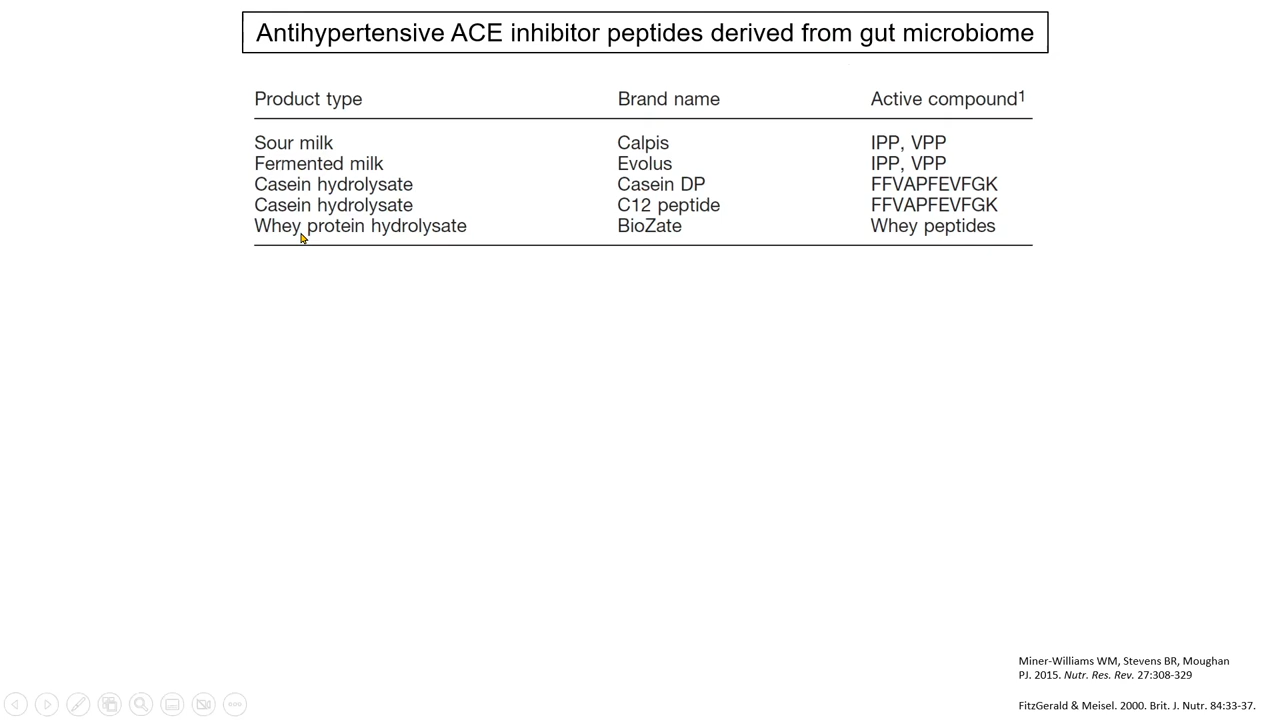 Antihypertensive ACE inhibitor peptides derived from gut microbiome
Product type Brand name Active compound¹
Sour milk Calpis IPP, VPP
Fermented milk Evolus IPP, VPP
Casein hydrolysate Casein DP FFVAPFEVFGK
Casein hydrolysate C12 peptide FFVAPFEVFGK
Whey protein hydrolysate BioZate Whey peptides
Miner-Williams WM, Stevens BR, Moughan
PJ. 2015. Nutr. Res. Rev. 27:308-329
FitzGerald & Meisel. 2000. Brit. J. Nutr. 84:33-37.